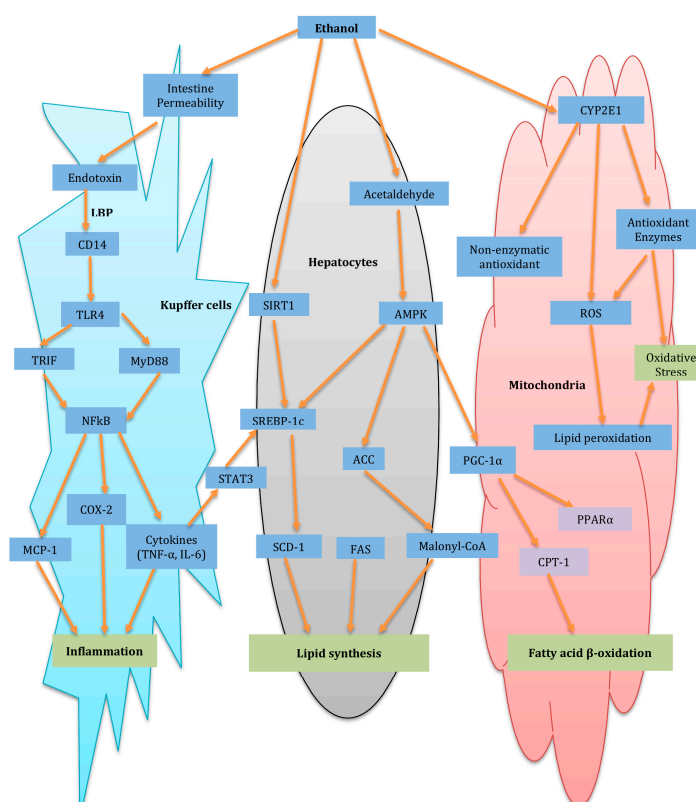 Ethanol
Intestine
Permeability
CYP2E1
Endotoxin
Acetaldehyde
LBP
CD14
Non-enzymatic
antioxidant
Antioxidant
Enzymes
Hepatocytes
Kupffer cells
SIRT1
TLR4
AMPK
ROS
TRIF
MyD88
Oxidative
Stress
Mitochondria
NFkB
SREBP-1c
Lipid peroxidation
STAT3
ACC
PGC-1α
COX-2
PPARα
MCP-1
Cytokines
(TNF-α, IL-6)
SCD-1
FAS
Malonyl-CoA
CPT-1
Inflammation
Lipid synthesis
Fatty acid β-oxidation